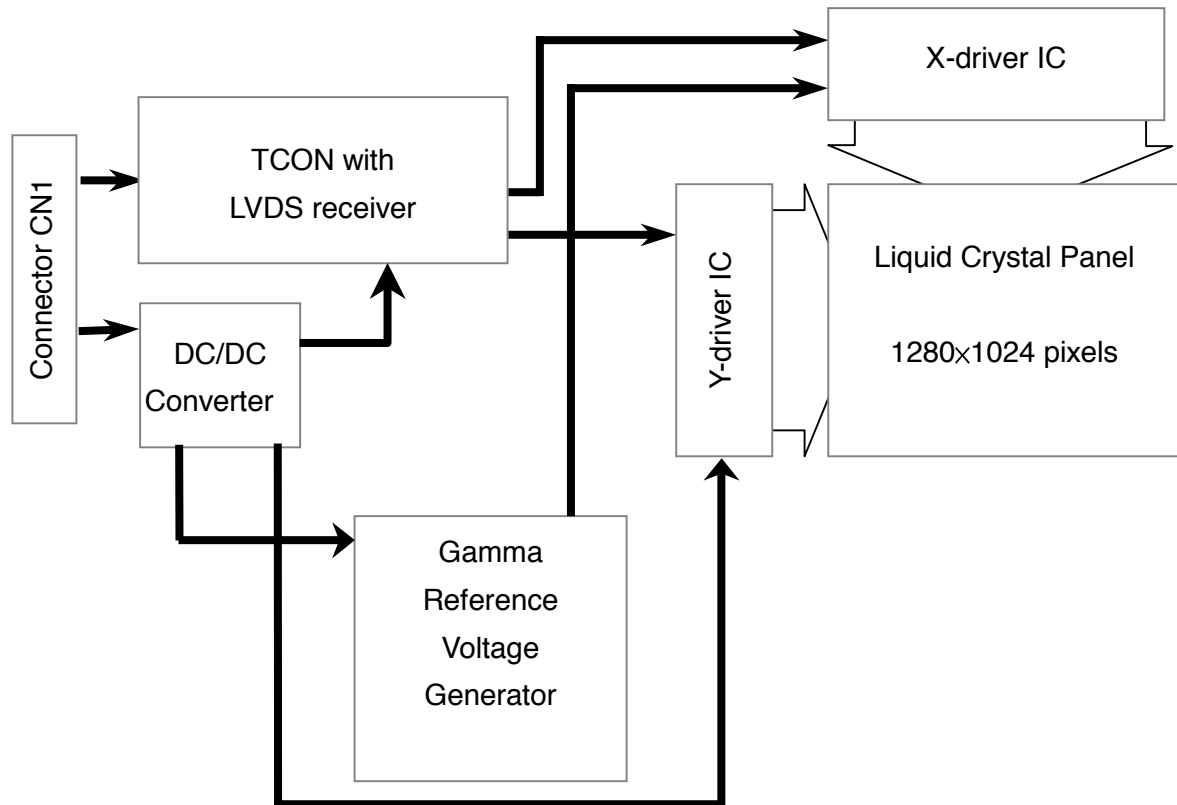 Connector CN1
TCON with
LVDS receiver
DC/DC
Converter
Gamma
Reference
Voltage
Generator
X-driver IC
Y-driver IC
Liquid Crystal Panel
1280×1024 pixels